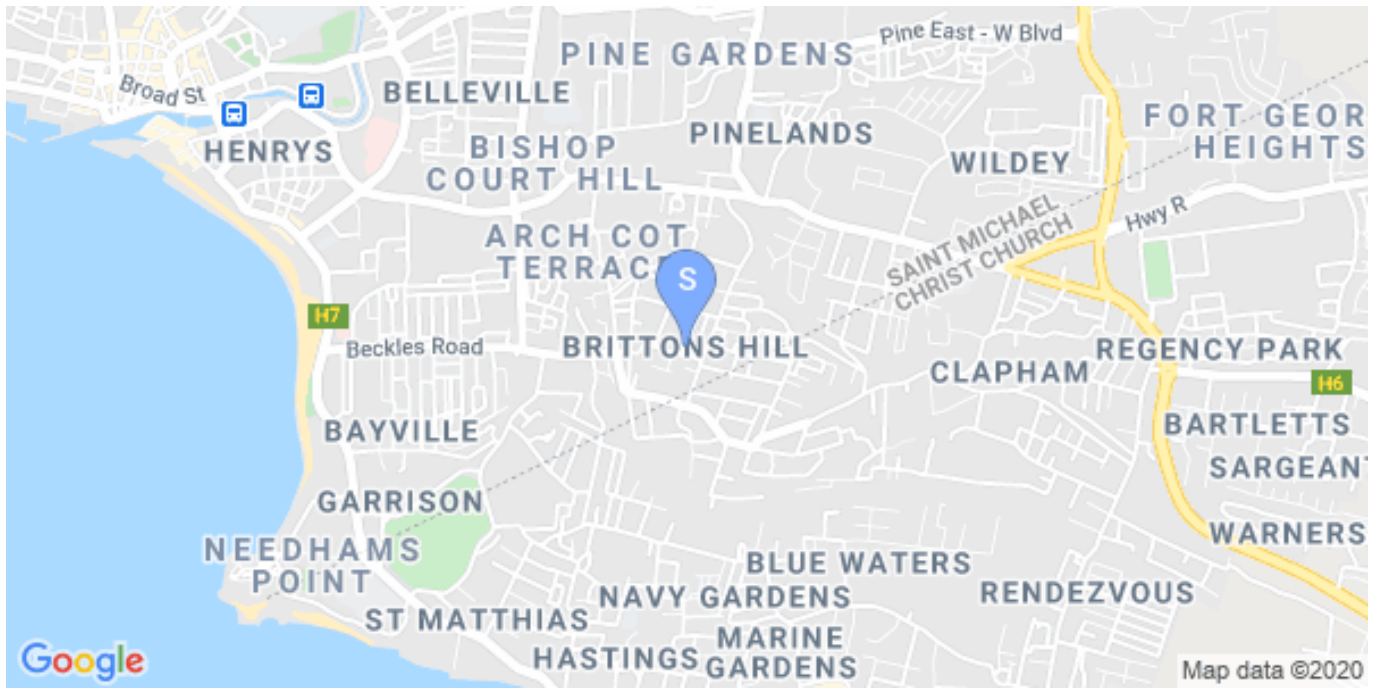 Pine East - W Blvd
PINE GARDENS
BELLEVILLE
Broad St
PINELANDS
FORT GEOR
HEIGHTS
HENRYS
BISHOP
COURT HILL
WILDEY
SAINT MICHAEL
CHRIST CHURCH
Hwy R
ARCH COT
TERRACE
S
H7
Beckles Road
BRITTONS HILL
CLAPHAM
REGENCY PARK
H6
BAYVILLE
BARTLETTS
SARGEANT
GARRISON
WARNERS
NEEDHAMS
POINT
BLUE WATERS
NAVY GARDENS
RENDEZVOUS
ST MATTHIAS
MARINE
GARDENS
HASTINGS
Google
Map data ©2020